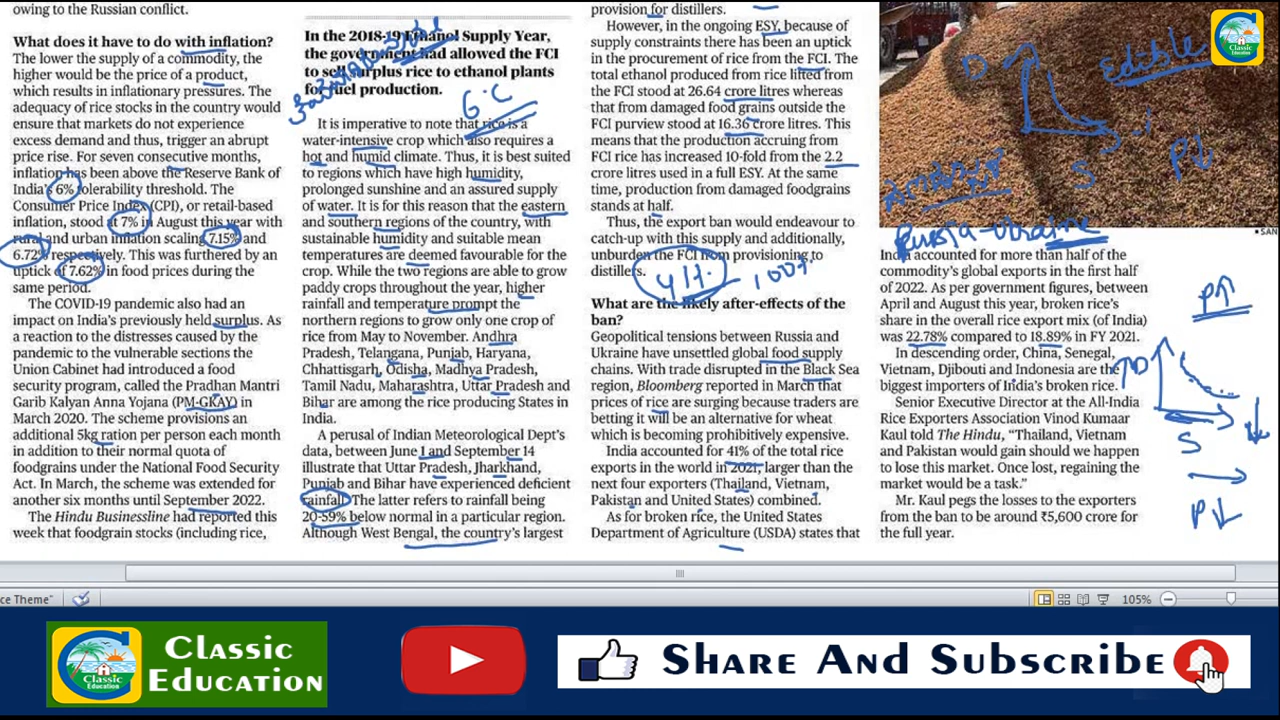 owing to the Russian conflict.
What does it have to do with inflation?
The lower the supply of a commodity, the
higher would be the price of a product,
which results in inflationary pressures. The
adequacy of rice stocks in the country would
ensure that markets do not experience
excess demand and thus, trigger an abrupt
price rise. For seven consecutive months,
inflation has been above the Reserve Bank of
India's 6% tolerability threshold. The
Consumer Price Index (CPI), or retail-based
inflation, stood at 7% in August this year with
rural and urban inflation scaling 7.15% and
6.72% respectively. This was furthered by an
uptick of 7.62% in food prices during the
same period.
The COVID-19 pandemic also had an
impact on India's previously held surplus. As
a reaction to the distresses caused by the
pandemic to the vulnerable sections the
Union Cabinet had introduced a food
security program, called the Pradhan Mantri
Garib Kalyan Anna Yojana (PM-GKAY) in
March 2020. The scheme provisions an
additional 5kg ration per person each month
in addition to their normal quota of
foodgrains under the National Food Security
Act. In March, the scheme was extended for
another six months until September 2022.
The Hindu Businessline had reported this
week that foodgrain stocks (including rice,
In the 2018-19 Ethanol Supply Year,
the government had allowed the FCI
to sell surplus rice to ethanol plants
for fuel production.
G.C
It is imperative to note that rice is a
water-intensive crop which also requires a
hot and humid climate. Thus, it is best suited
to regions which have high humidity,
prolonged sunshine and an assured supply
of water. It is for this reason that the eastern
and southern regions of the country, with
sustainable humidity and suitable mean
temperatures are deemed favourable for the
crop. While the two regions are able to grow
paddy crops throughout the year, higher
rainfall and temperature prompt the
northern regions to grow only one crop of
rice from May to November. Andhra
Pradesh, Telangana, Punjab, Haryana,
Chhattisgarh, Odisha, Madhya Pradesh,
Tamil Nadu, Maharashtra, Uttar Pradesh and
Bihar are among the rice producing States in
India.
A perusal of Indian Meteorological Dept's
data, between June 1 and September 14
illustrate that Uttar Pradesh, Jharkhand,
Punjab and Bihar have experienced deficient
rainfall. The latter refers to rainfall being
20-59% below normal in a particular region.
Although West Bengal, the country's largest
provision for distillers.
However, in the ongoing ESY, because of
supply constraints there has been an uptick
in the procurement of rice from the FCI. The
total ethanol produced from rice lifted from
the FCI stood at 26.64 crore litres whereas
that from damaged food grains outside the
FCI purview stood at 16.36 crore litres. This
means that the production accruing from
FCI rice has increased 10-fold from the 2.2
crore litres used in a full ESY. At the same
time, production from damaged foodgrains
stands at half.
Thus, the export ban would endeavour to
catch-up with this supply and additionally,
unburden the FCI from provisioning to
distillers.
What are the likely after-effects of the
ban?
Geopolitical tensions between Russia and
Ukraine have unsettled global food supply
chains. With trade disrupted in the Black Sea
region, Bloomberg reported in March that
prices of rice are surging because traders are
betting it will be an alternative for wheat
which is becoming prohibitively expensive.
India accounted for 41% of the total rice
exports in the world in 2021, larger than the
next four exporters (Thailand, Vietnam,
Pakistan and United States) combined.
As for broken rice, the United States
Department of Agriculture (USDA) states that
Classic
Education
Edible
D
S
P↓
SAN
Russia-Ukraine
India accounted for more than half of the
commodity's global exports in the first half
of 2022. As per government figures, between
April and August this year, broken rice's
share in the overall rice export mix (of India)
was 22.78% compared to 18.89% in FY 2021.
In descending order, China, Senegal,
Vietnam, Djibouti and Indonesia are the
biggest importers of India's broken rice.
Senior Executive Director at the All-India
Rice Exporters Association Vinod Kumaar
Kaul told The Hindu, "Thailand, Vietnam
and Pakistan would gain should we happen
to lose this market. Once lost, regaining the
market would be a task."
Mr. Kaul pegs the losses to the exporters
from the ban to be around ₹5,600 crore for
the full year.
P↑
↑D
S
P↓
ce Theme"
105%
Classic
Education
Classic
Education
Share And Subscribe